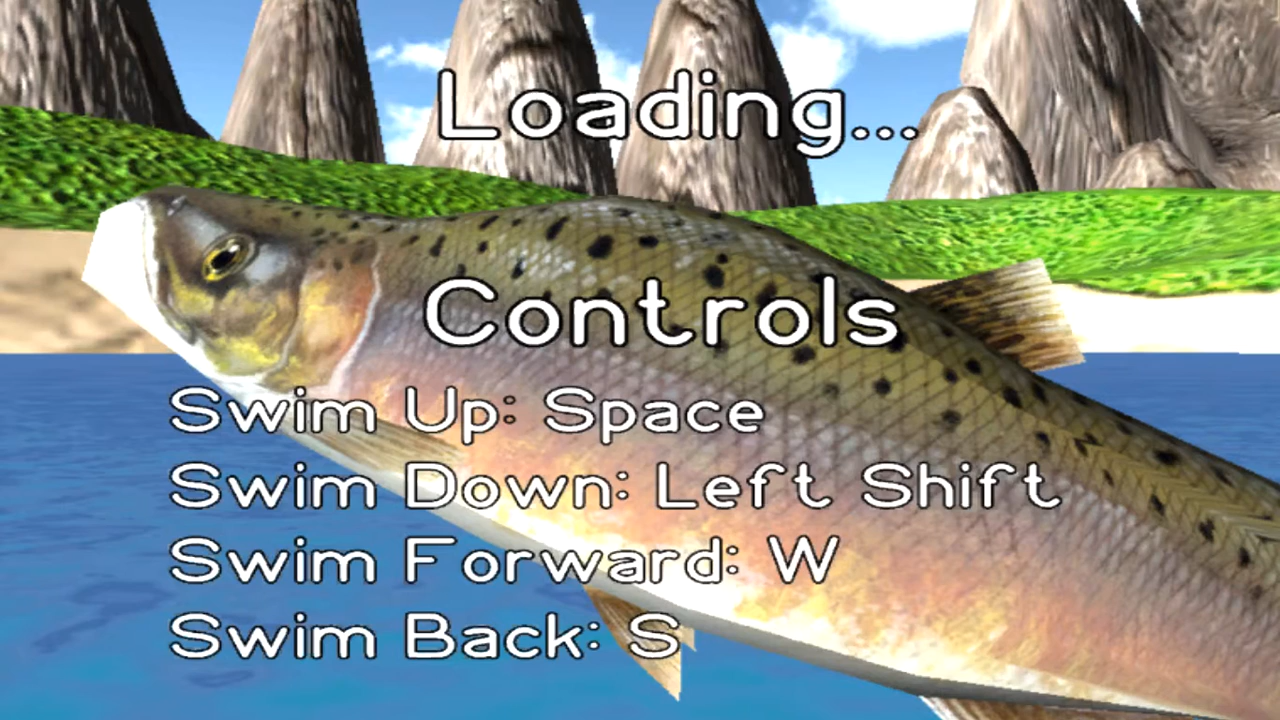 Loading...
Controls
Swim Up: Space
Swim Down: Left Shift
Swim Forward: W
Swim Back: S